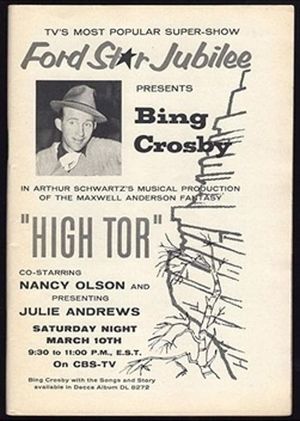 TV'S MOST POPULAR SUPER-SHOW
Ford Star Jubilee
PRESENTS
Bing
Crosby
IN ARTHUR SCHWARTZ'S MUSICAL PRODUCTION
OF THE MAXWELL ANDERSON FANTASY
"HIGH TOR"
CO-STARRING
NANCY OLSON AND
PRESENTING
JULIE ANDREWS
SATURDAY NIGHT
MARCH 10TH
9:30 to 11:00 P.M., E.S.T.
On CBS-TV
Bing Crosby with the Songs and Story
available in Decca Album DL 8272